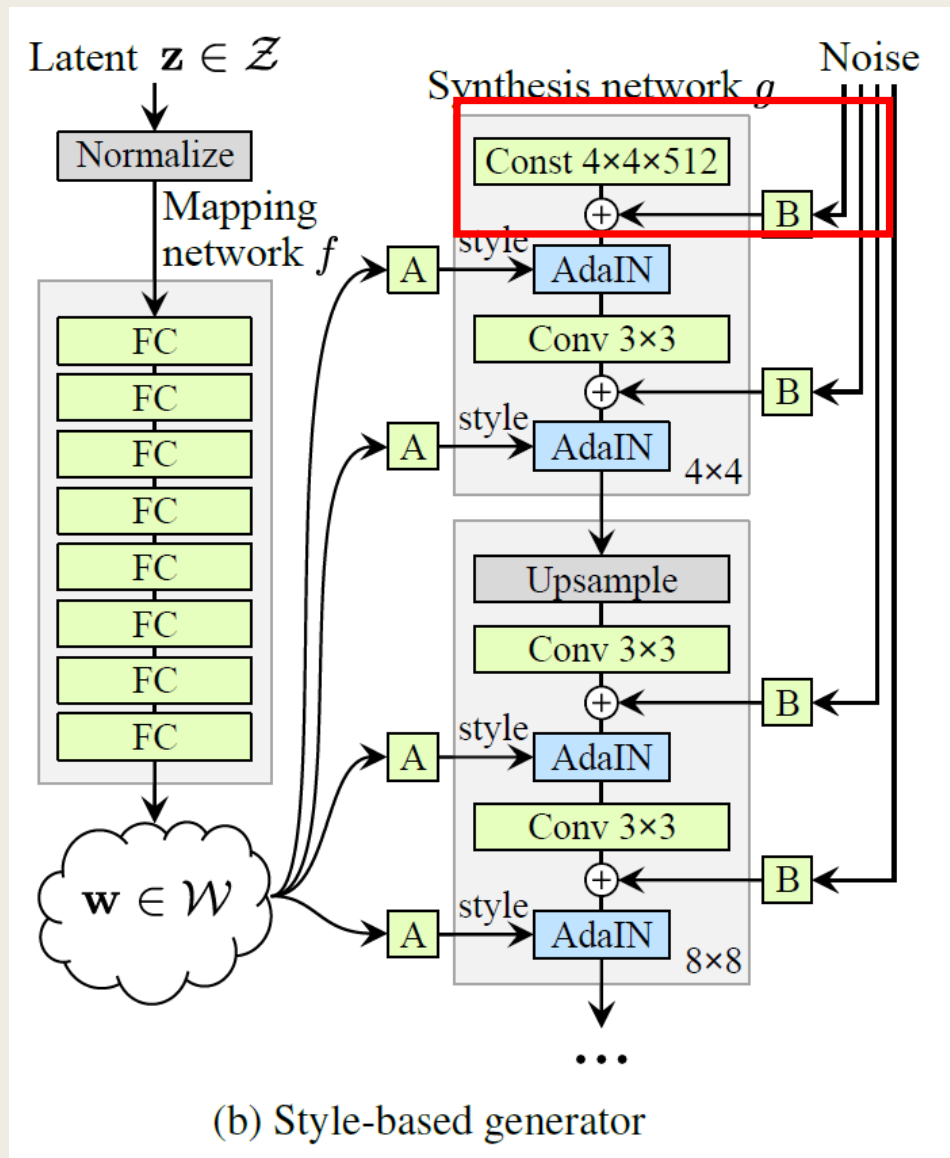 Latent z ∈ 𝒵
Normalize
Mapping
network f
FC
FC
FC
FC
FC
FC
FC
FC
w ∈ 𝒲
Synthesis network g
Noise
Const 4×4×512
B
style
A
AdaIN
Conv 3×3
B
style
A
AdaIN
4×4
Upsample
Conv 3×3
B
style
A
AdaIN
Conv 3×3
B
style
A
AdaIN
8×8
...
(b) Style-based generator